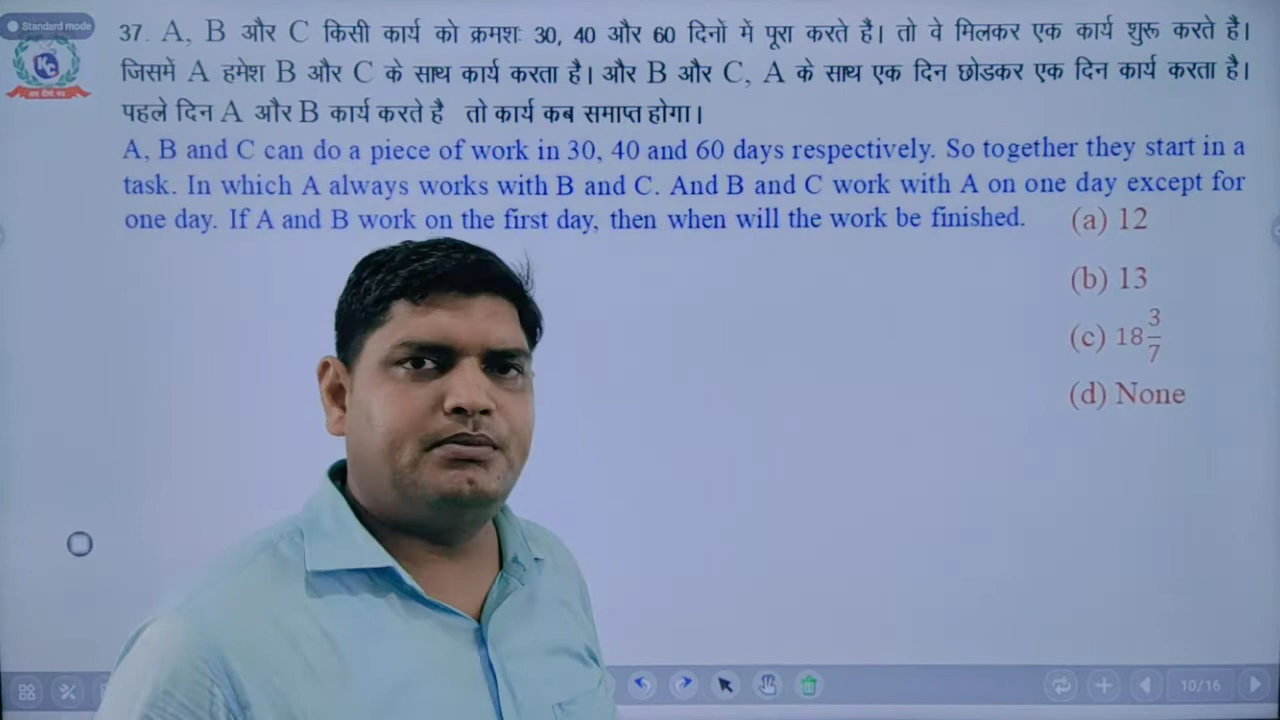 Standard mode
KC
37. A, B और C किसी कार्य को क्रमशः 30, 40 और 60 दिनों में पूरा करते है। तो वे मिलकर एक कार्य शुरू करते है।
जिसमें A हमेश B और C के साथ कार्य करता है। और B और C, A के साथ एक दिन छोडकर एक दिन कार्य करता है।
पहले दिन A और B कार्य करते है तो कार्य कब समाप्त होगा।
A, B and C can do a piece of work in 30, 40 and 60 days respectively. So together they start in a
task. In which A always works with B and C. And B and C work with A on one day except for
one day. If A and B work on the first day, then when will the work be finished.
(a) 12
(b) 13
(c) 18 3/7
(d) None
10/16